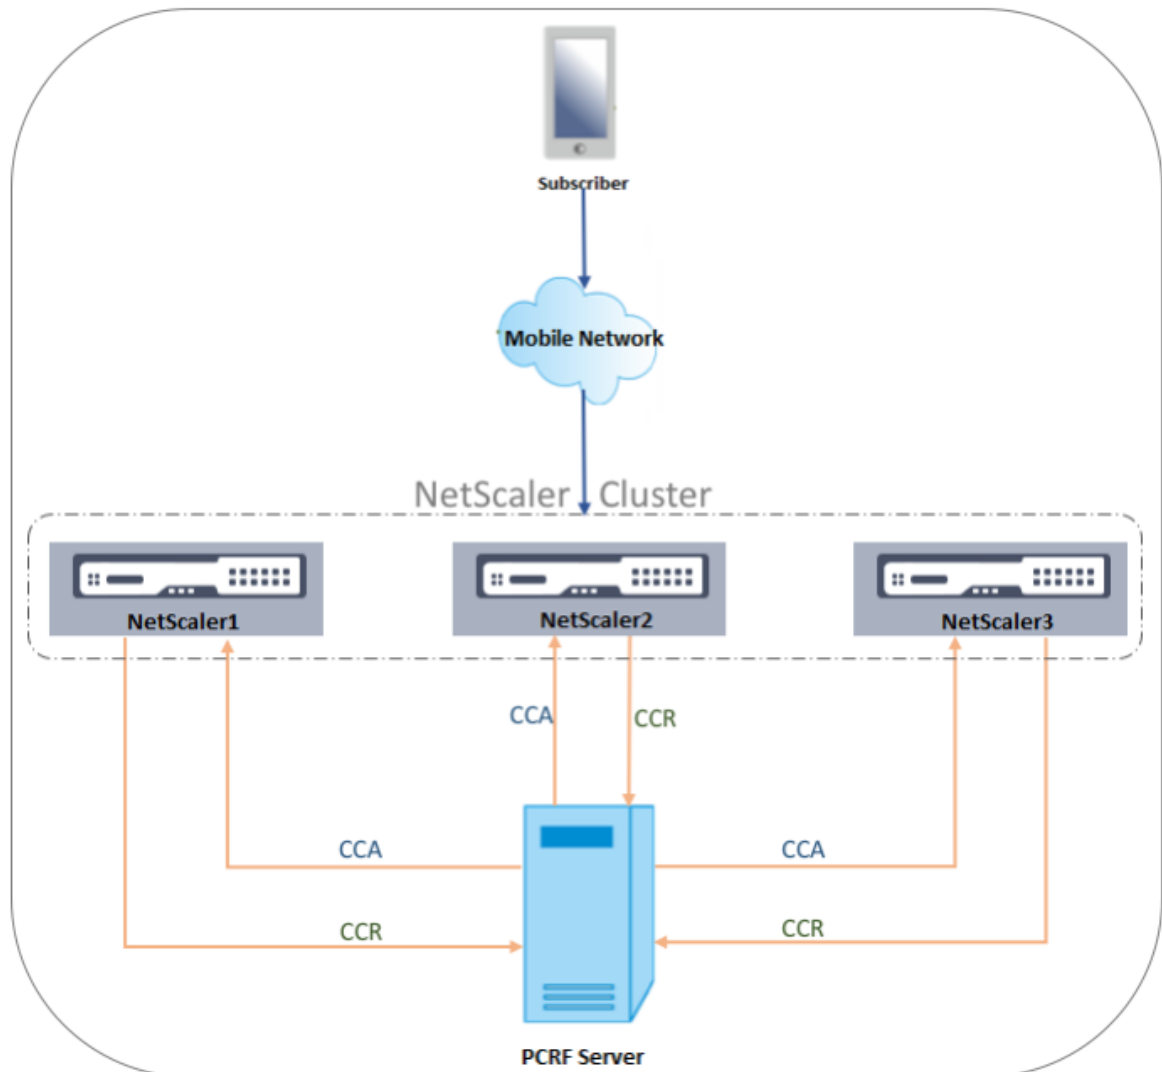 Subscriber
Mobile Network
NetScaler Cluster
NetScaler1
NetScaler2
NetScaler3
CCA
CCR
CCA
CCA
CCR
CCR
PCRF Server